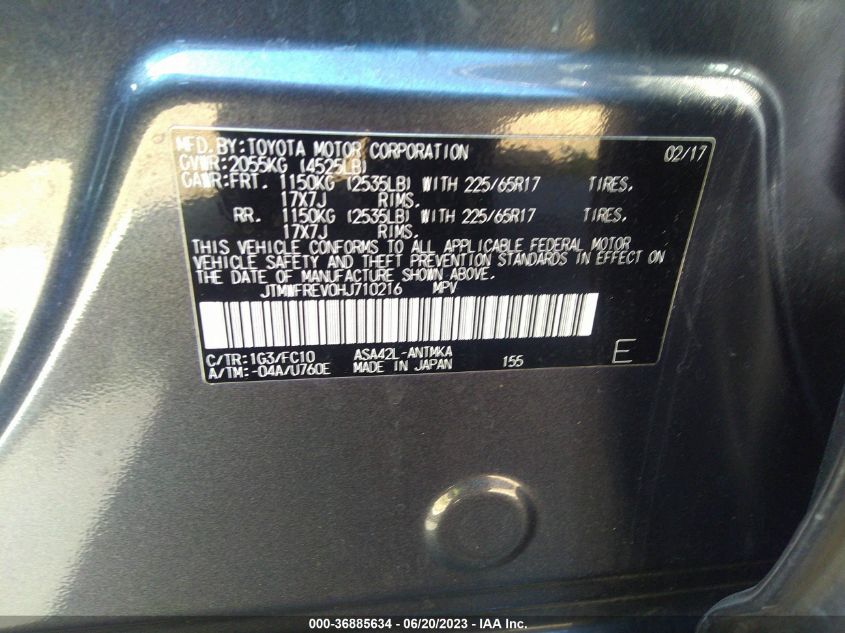 MFD.BY:TOYOTA MOTOR CORPORATION 02/17
GVWR:2055KG (4525LB)
GAWR:FRT. 1150KG (2535LB) WITH 225/65R17 TIRES,
17X7J RIMS.
RR. 1150KG (2535LB) WITH 225/65R17 TIRES,
17X7J RIMS.
THIS VEHICLE CONFORMS TO ALL APPLICABLE FEDERAL MOTOR
VEHICLE SAFETY AND THEFT PREVENTION STANDARDS IN EFFECT ON
THE DATE OF MANUFACTURE SHOWN ABOVE.
JTMWFREV0HJ710216 MPV
C/TR:1G3/FC10 ASA42L-ANTMKA
A/TM:-04A/U760E MADE IN JAPAN 155 E
000-36885634 / 06/20/2023 - IAA Inc.